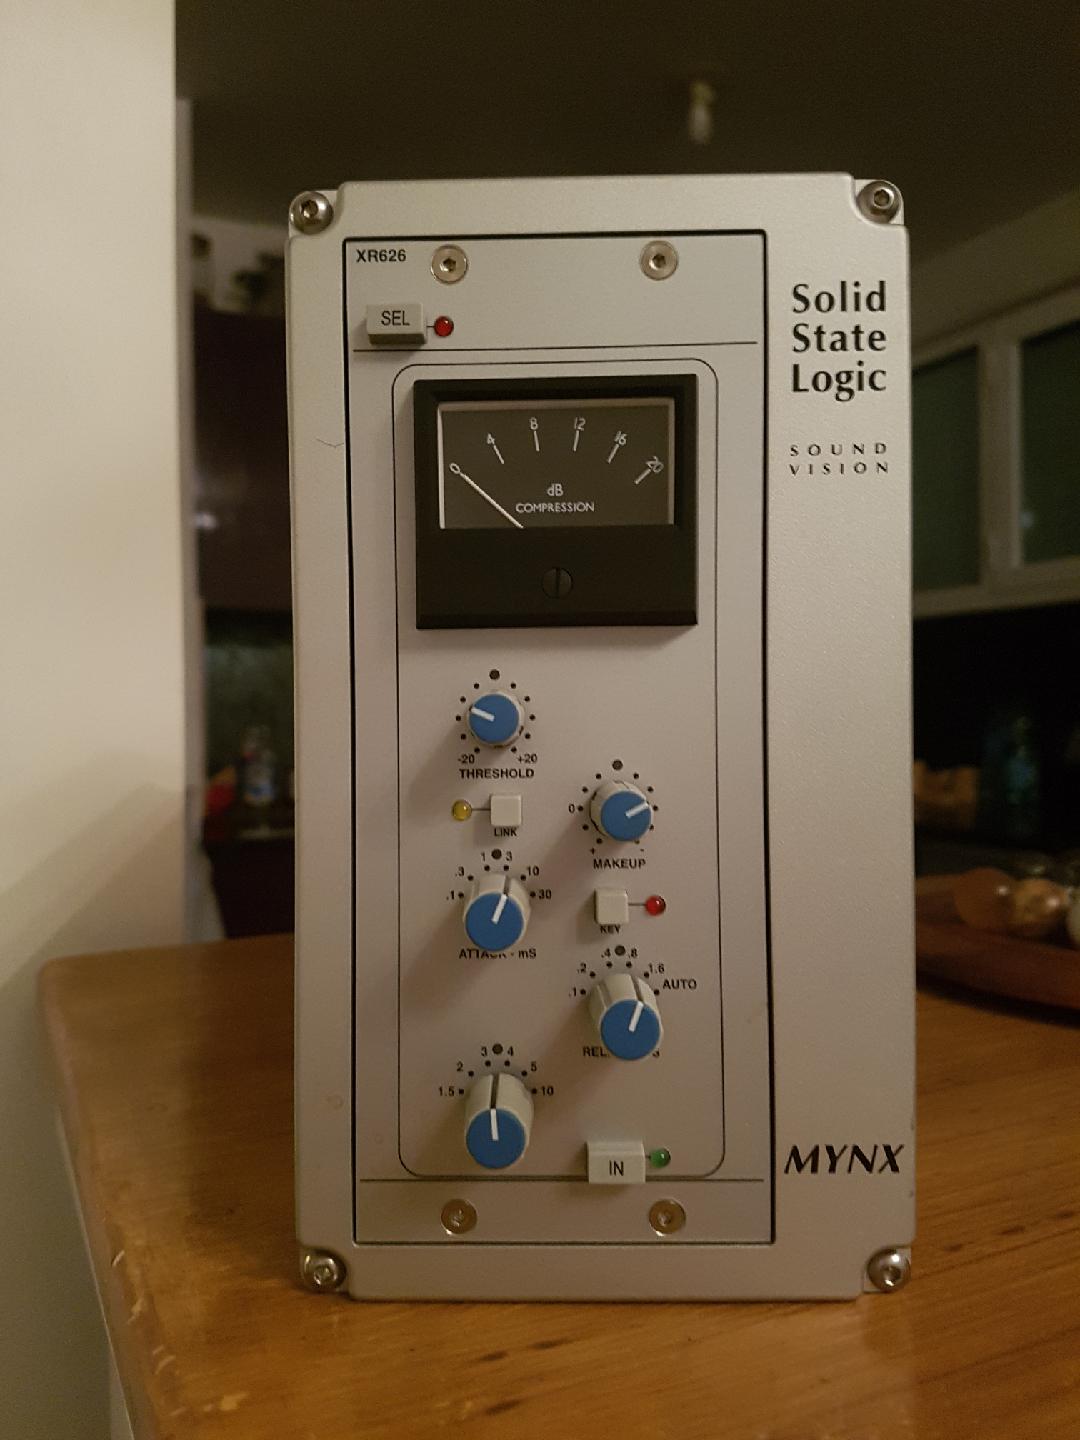 XR626
SEL
Solid
State
Logic
SOUND
VISION
0 4 8 12 16 20
dB
COMPRESSION
-20 +20
THRESHOLD
LINK
0
+ -
MAKEUP
.1 .3 1 3 10 30
ATTACK - mS
KEY
.1 .2 .4 .8 1.6 AUTO
1.5 2 3 4 5 10
IN
MYNX